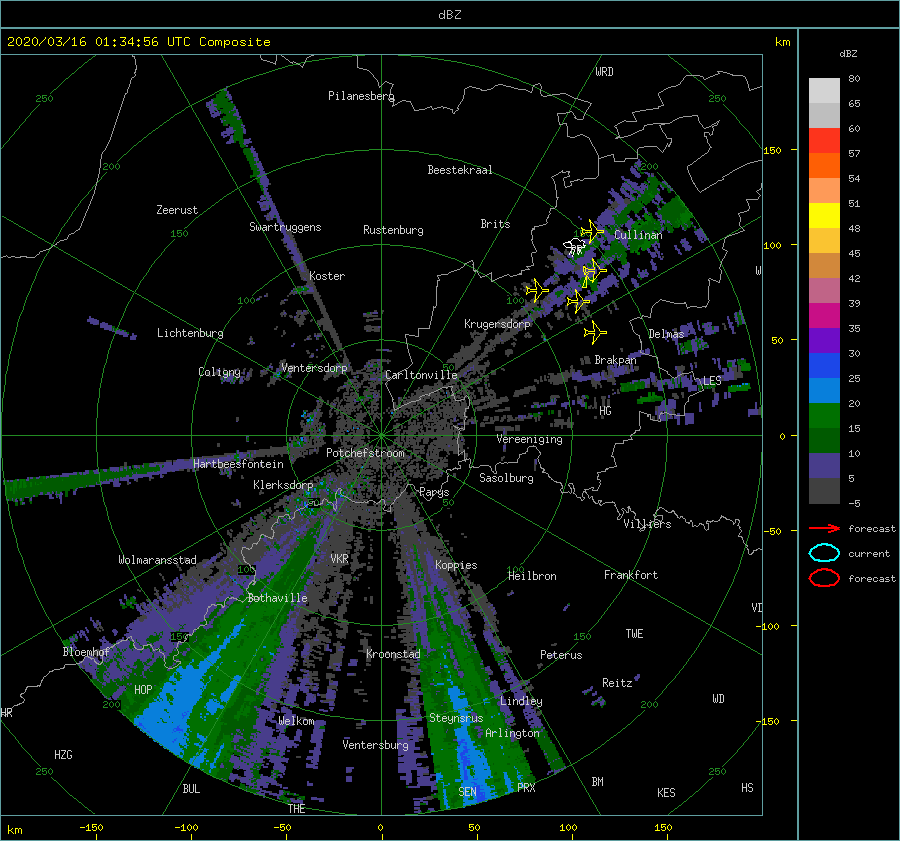 dBZ
2020/03/16 01:34:56 UTC Composite
km
dBZ
WRD
250
Pilanesberg
250
80
65
60
57
54
51
48
45
42
39
35
30
25
20
15
10
5
-5
forecast
current
forecast
150
100
50
0
-50
-100
-150
200
Beestekraal
200
Zeerust
150
Swartruggens
Rustenburg
Brits
Cullinan
Koster
100
100
Krugersdorp
Lichtenburg
Delmas
Coligny
Ventersdorp
Carltonville
Brakpan
LES
HG
Vereeniging
Potchefstroom
Hartbeesfontein
Klerksdorp
50
Parys
50
Sasolburg
Villiers
Wolmaransstad
VKR
100
Koppies
100
Heilbron
Frankfort
Bothaville
150
150
TWE
Bloemhof
Kroonstad
Peterus
HOP
Reitz
WD
200
Lindley
200
HR
Welkom
Steynsrus
Arlington
Ventersburg
HZG
250
250
BUL
SEN
PRX
BM
KES
HS
THE
km
-150
-100
-50
0
50
100
150